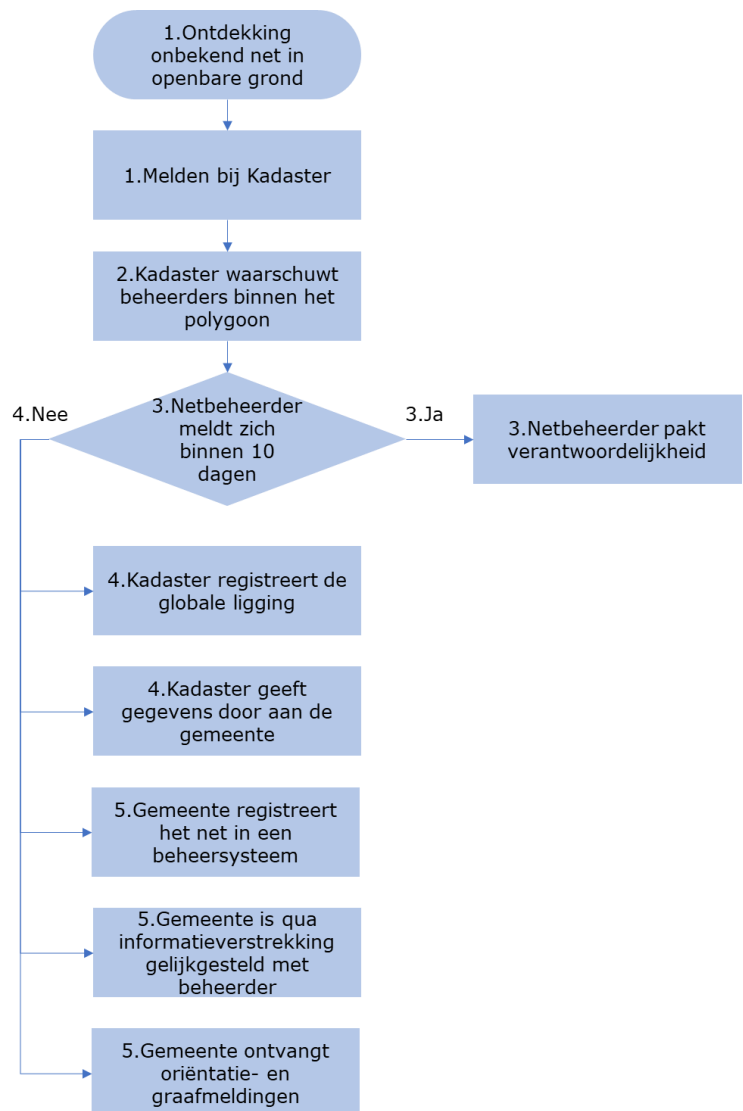 1.Ontdekking
onbekend net in
openbare grond
1.Melden bij Kadaster
2.Kadaster waarschuwt
beheerders binnen het
polygoon
4.Nee
3.Netbeheerder
meldt zich
binnen 10
dagen
3.Ja
3.Netbeheerder pakt
verantwoordelijkheid
4.Kadaster registreert de
globale ligging
4.Kadaster geeft
gegevens door aan de
gemeente
5.Gemeente registreert
het net in een
beheersysteem
5.Gemeente is qua
informatieverstrekking
gelijkgesteld met
beheerder
5.Gemeente ontvangt
oriëntatie- en
graafmeldingen